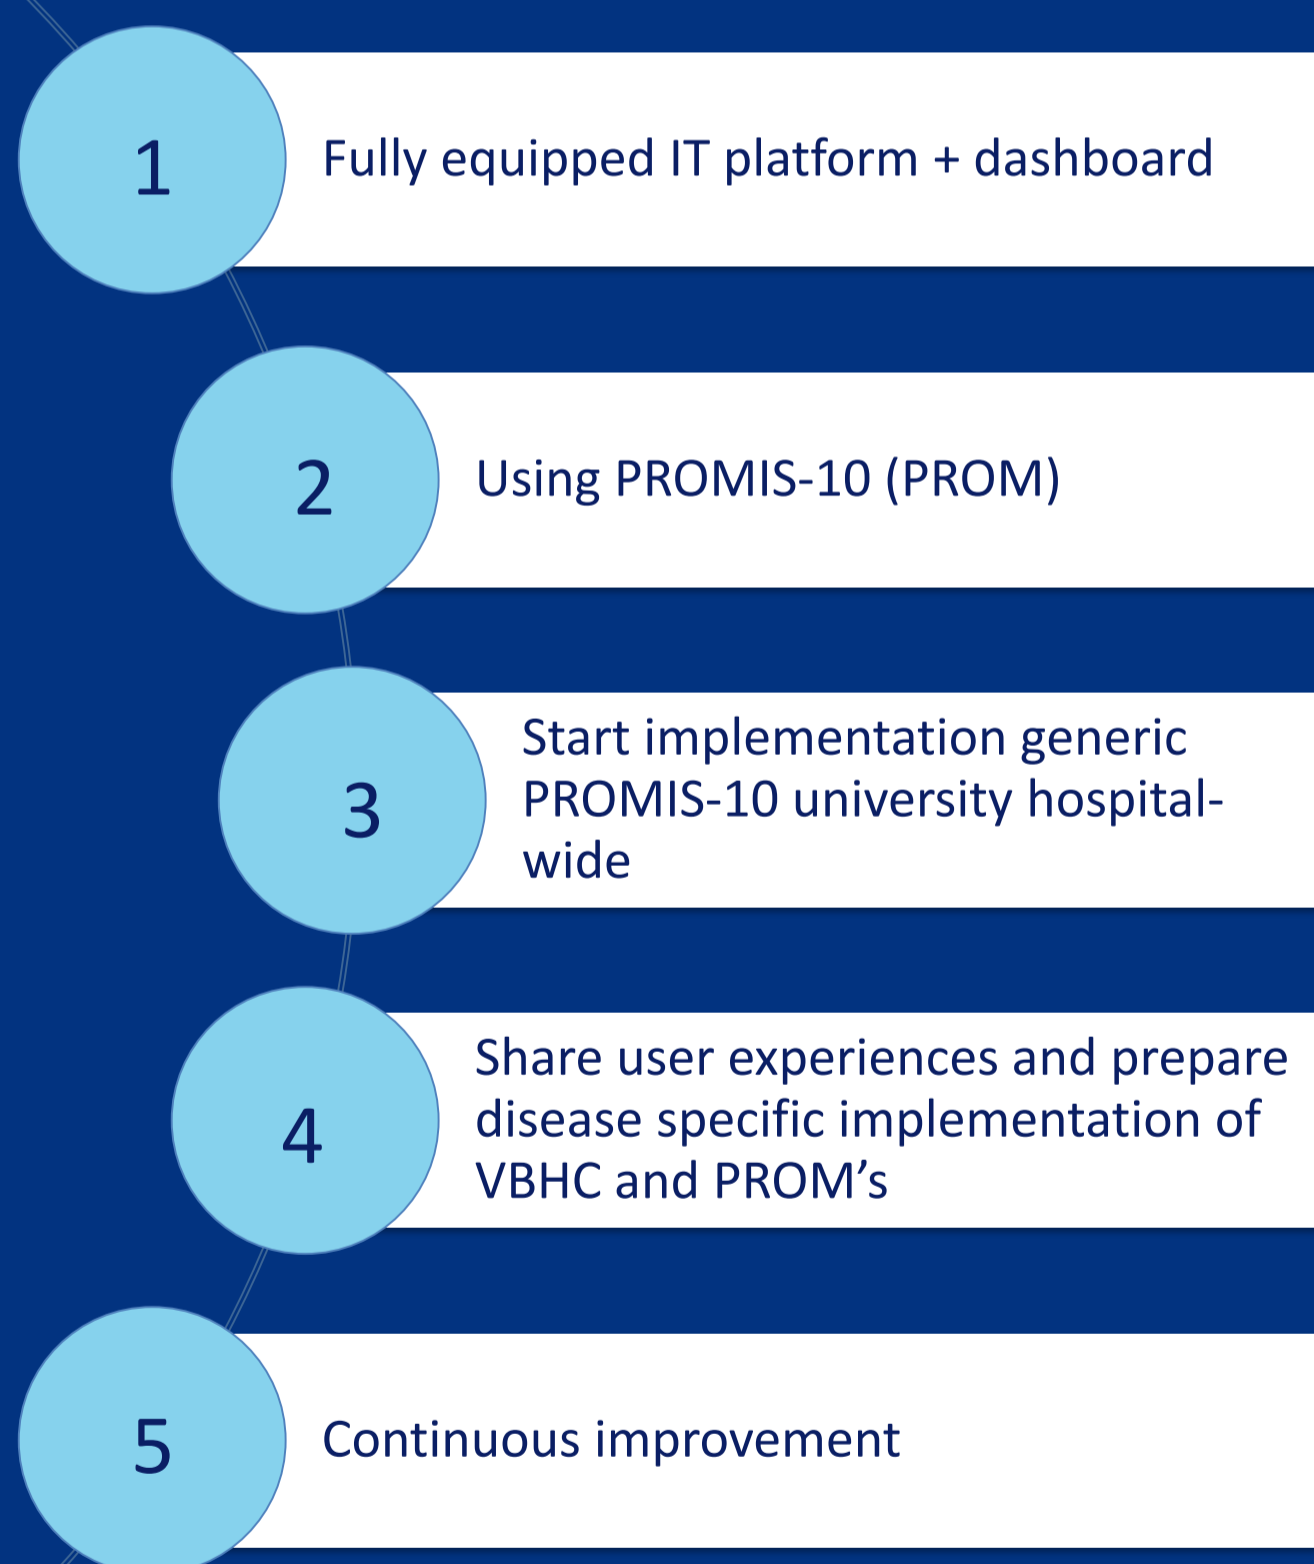 1
Fully equipped IT platform + dashboard
2
Using PROMIS-10 (PROM)
3
Start implementation generic
PROMIS-10 university hospital-
wide
4
Share user experiences and prepare
disease specific implementation of
VBHC and PROM’s
5
Continuous improvement